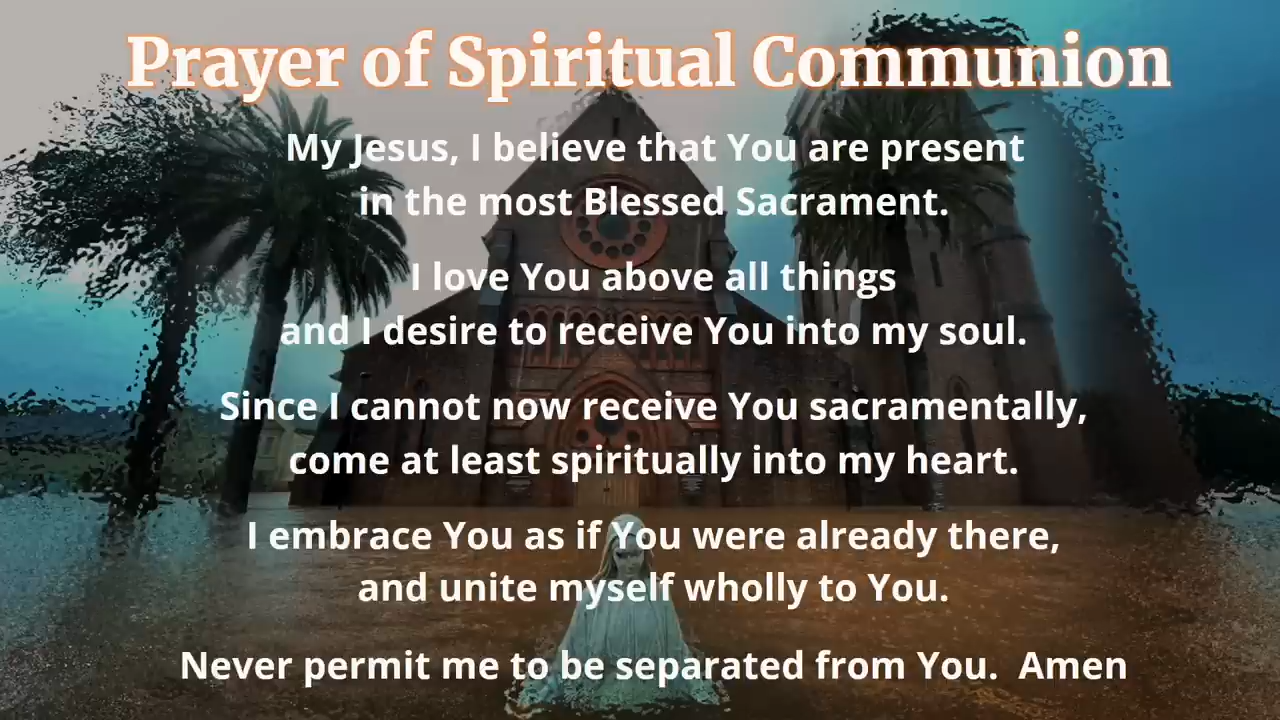 Prayer of Spiritual Communion
My Jesus, I believe that You are present
in the most Blessed Sacrament.
I love You above all things
and I desire to receive You into my soul.
Since I cannot now receive You sacramentally,
come at least spiritually into my heart.
I embrace You as if You were already there,
and unite myself wholly to You.
Never permit me to be separated from You.  Amen